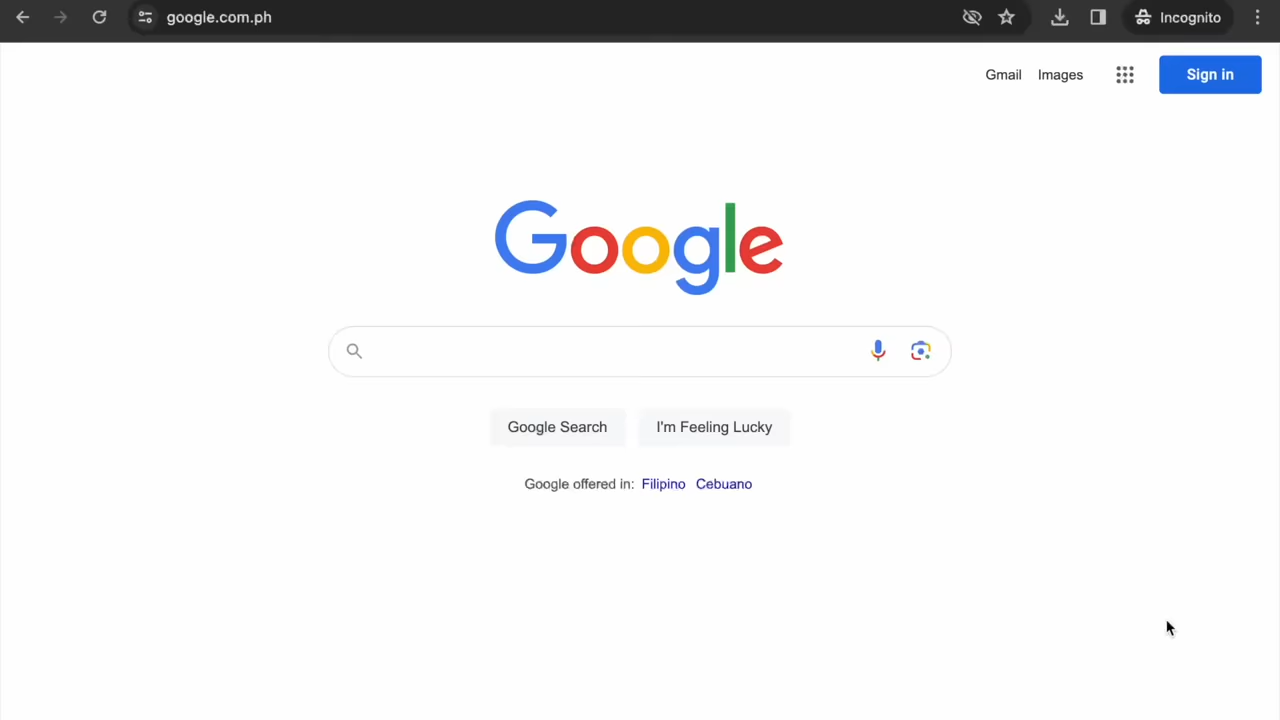 google.com.ph
Incognito
Gmail Images
Sign in
Google
Google Search I'm Feeling Lucky
Google offered in: Filipino Cebuano